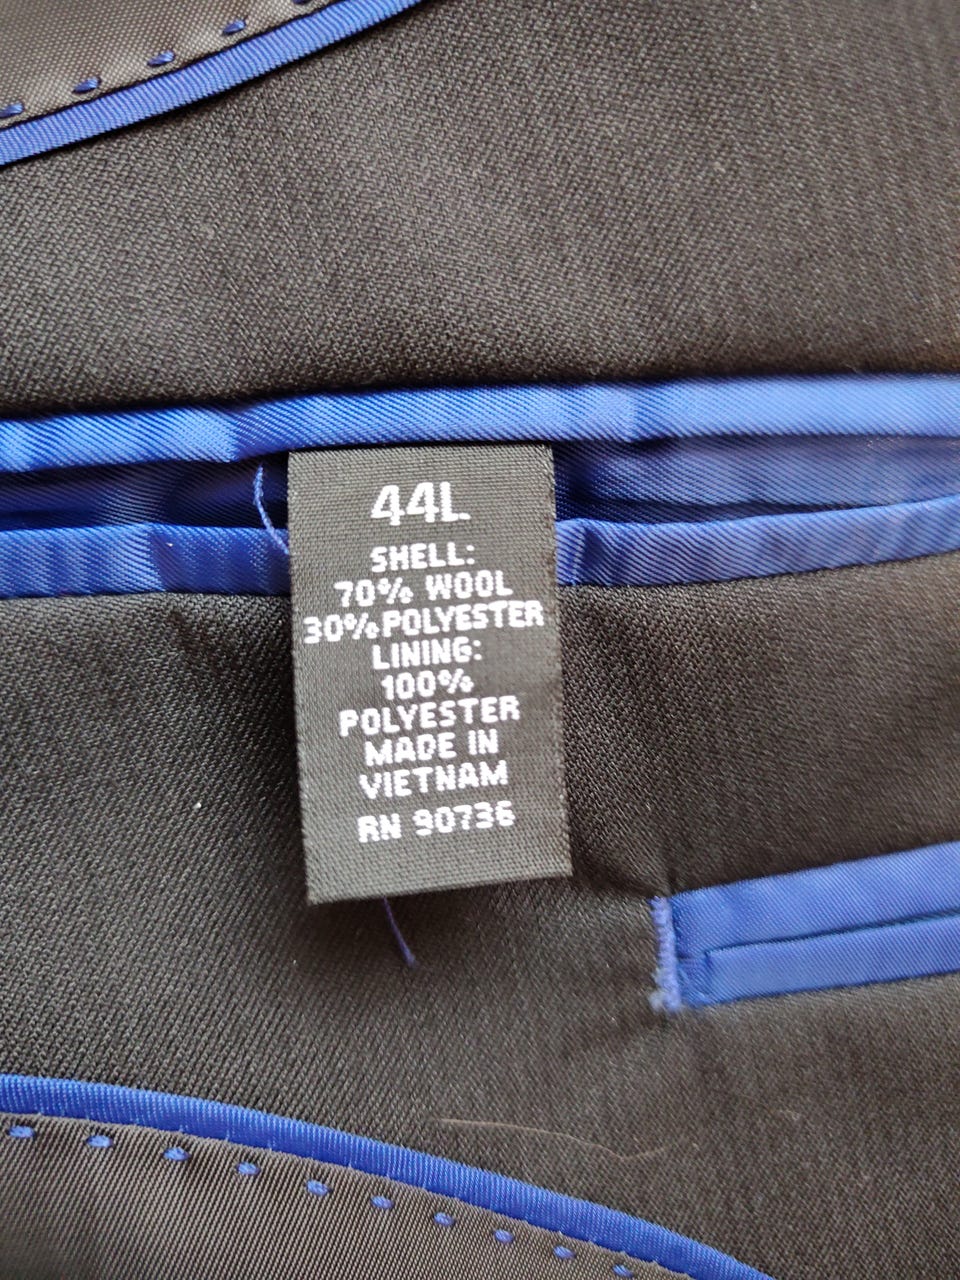 44L
SHELL:
70% WOOL
30% POLYESTER
LINING:
100%
POLYESTER
MADE IN
VIETNAM
RN 90736